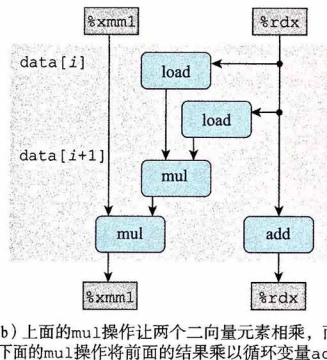 %xmm1 %rdx
data[i]
load
load
data[i+1]
mul
mul add
%xmm1 %rdx
b）上面的mul操作让两个二向量元素相乘，而
下面的mul操作将前面的结果乘以循环变量ac